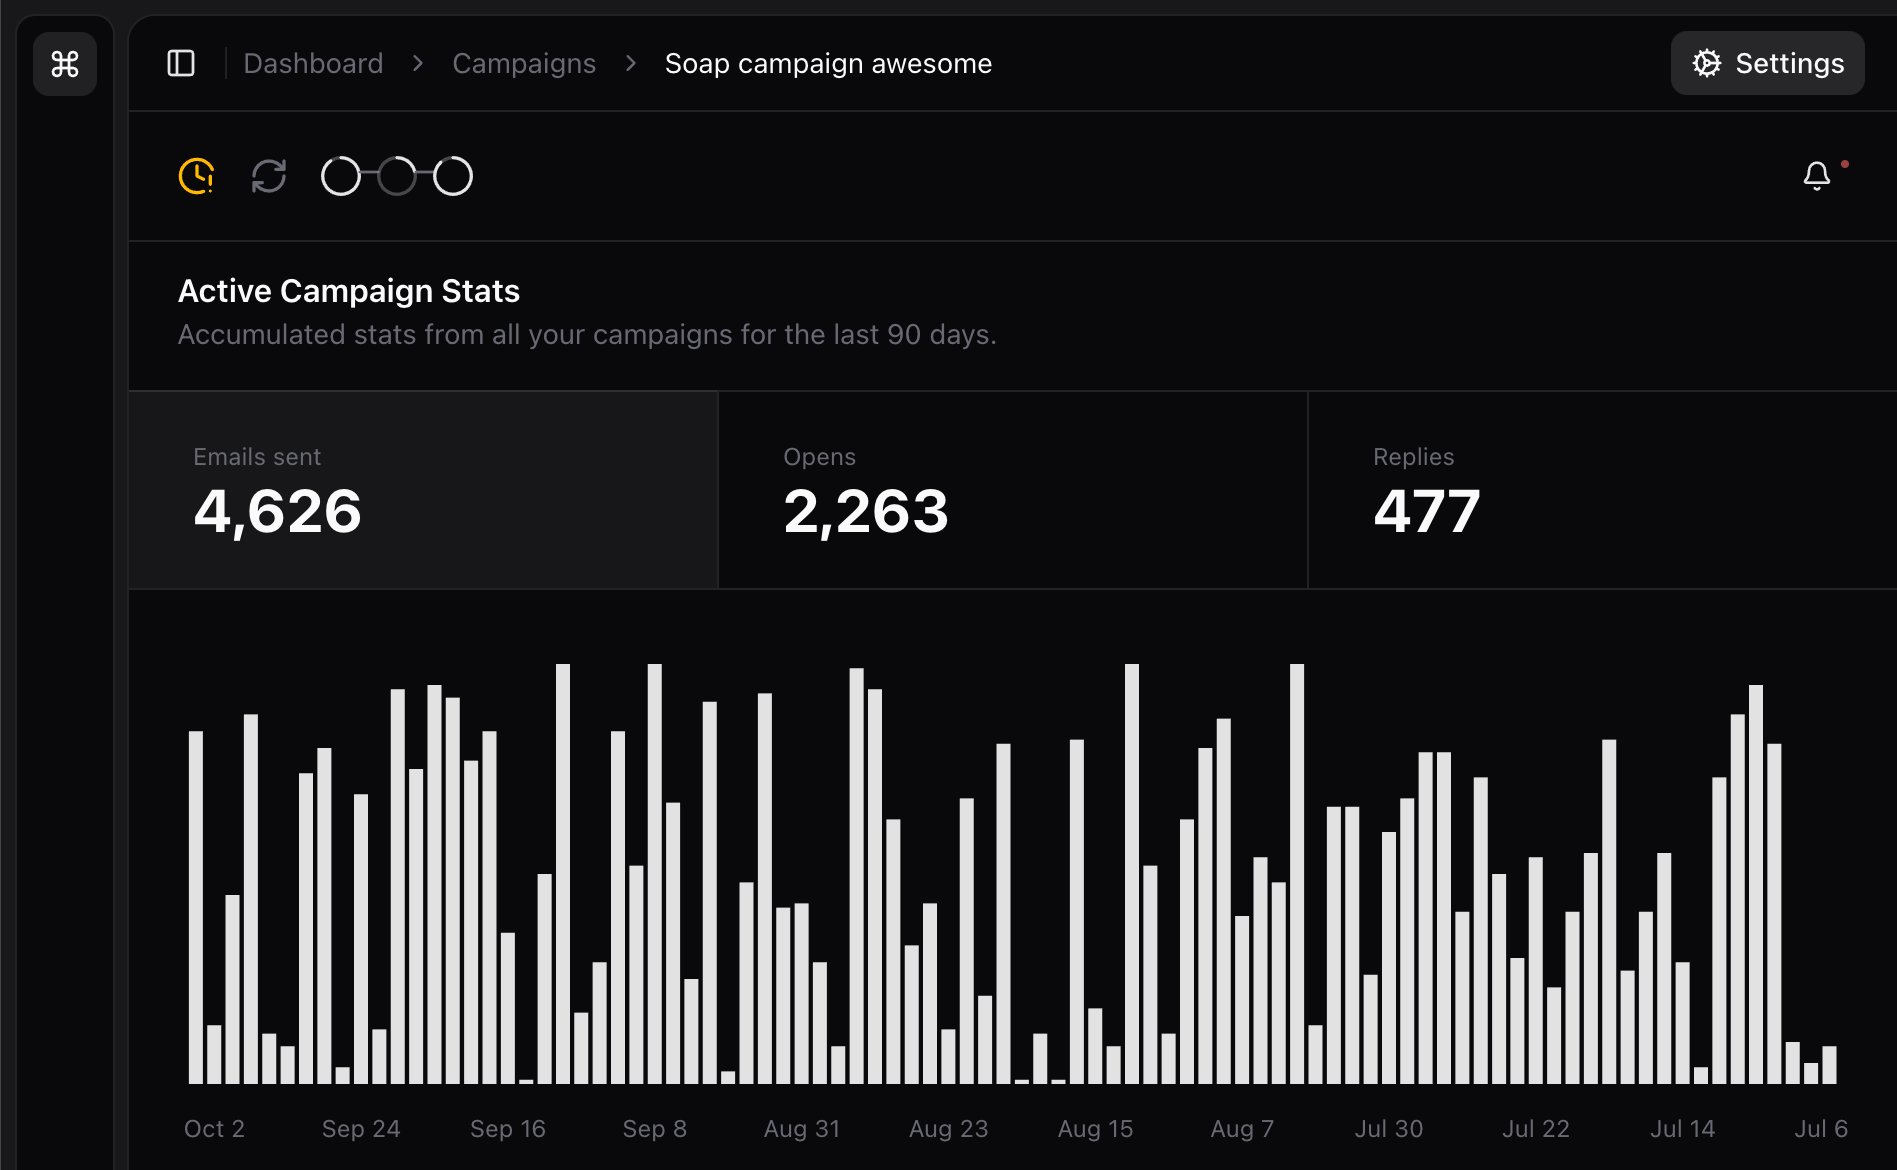 Dashboard
Campaigns
Soap campaign awesome
Settings
Active Campaign Stats
Accumulated stats from all your campaigns for the last 90 days.
Emails sent
4,626
Opens
2,263
Replies
477
Oct 2
Sep 24
Sep 16
Sep 8
Aug 31
Aug 23
Aug 15
Aug 7
Jul 30
Jul 22
Jul 14
Jul 6